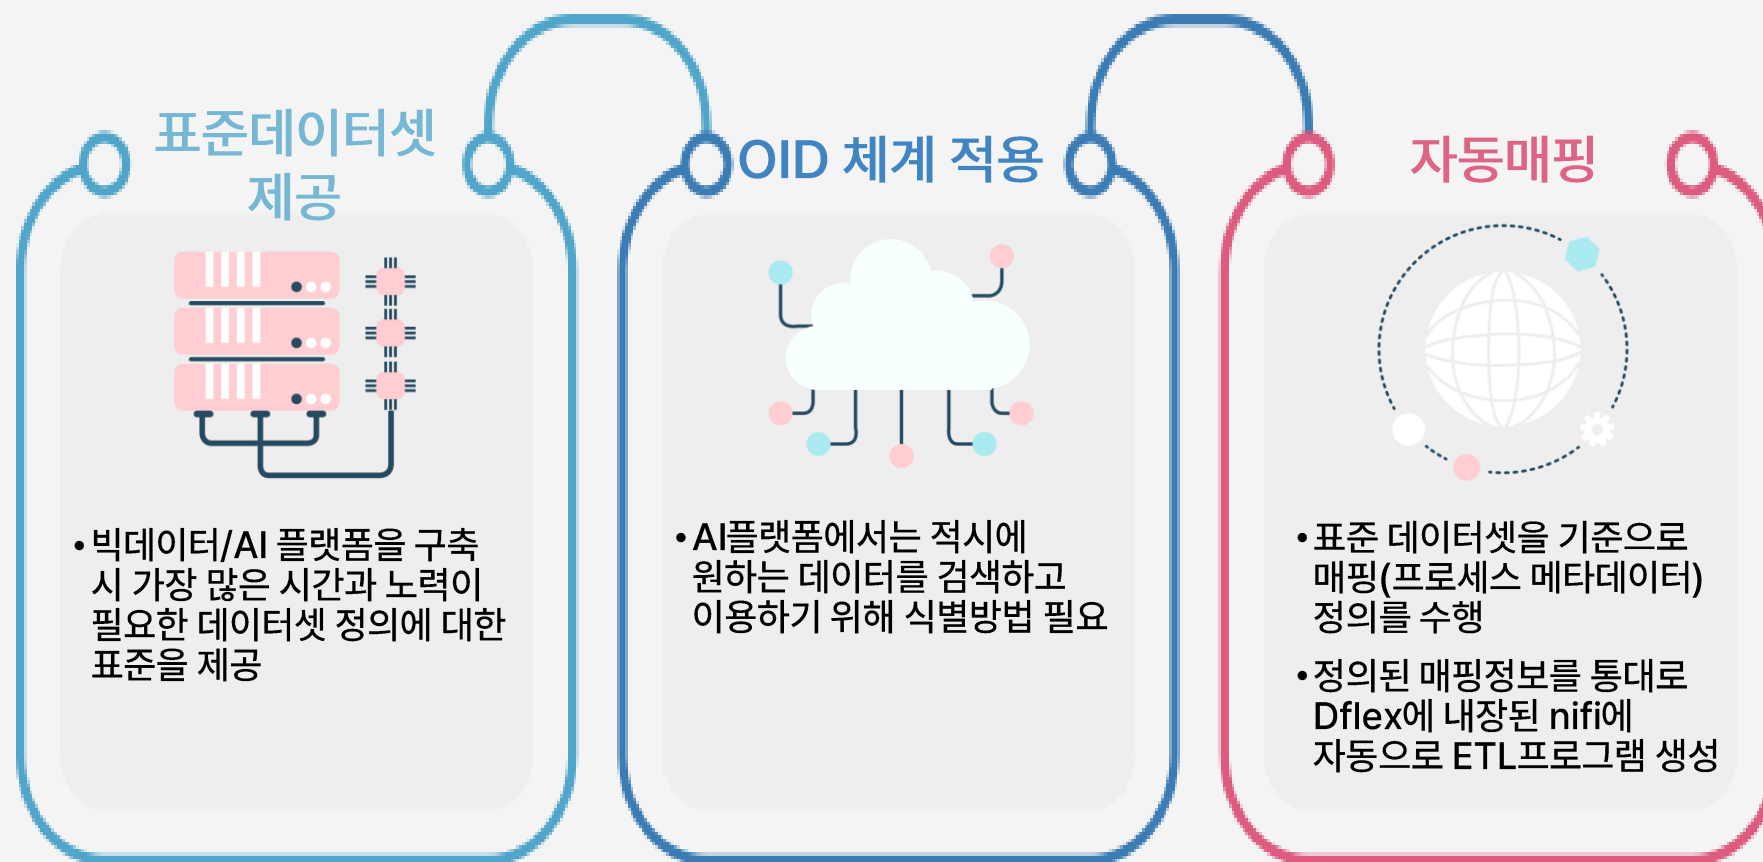 표준데이터셋
제공
• 빅데이터/AI 플랫폼을 구축
시 가장 많은 시간과 노력이
필요한 데이터셋 정의에 대한
표준을 제공
OID 체계 적용
• AI플랫폼에서는 적시에
원하는 데이터를 검색하고
이용하기 위해 식별방법 필요
자동매핑
• 표준 데이터셋을 기준으로
매핑(프로세스 메타데이터)
정의를 수행
• 정의된 매핑정보를 통대로
Dflex에 내장된 nifi에
자동으로 ETL프로그램 생성